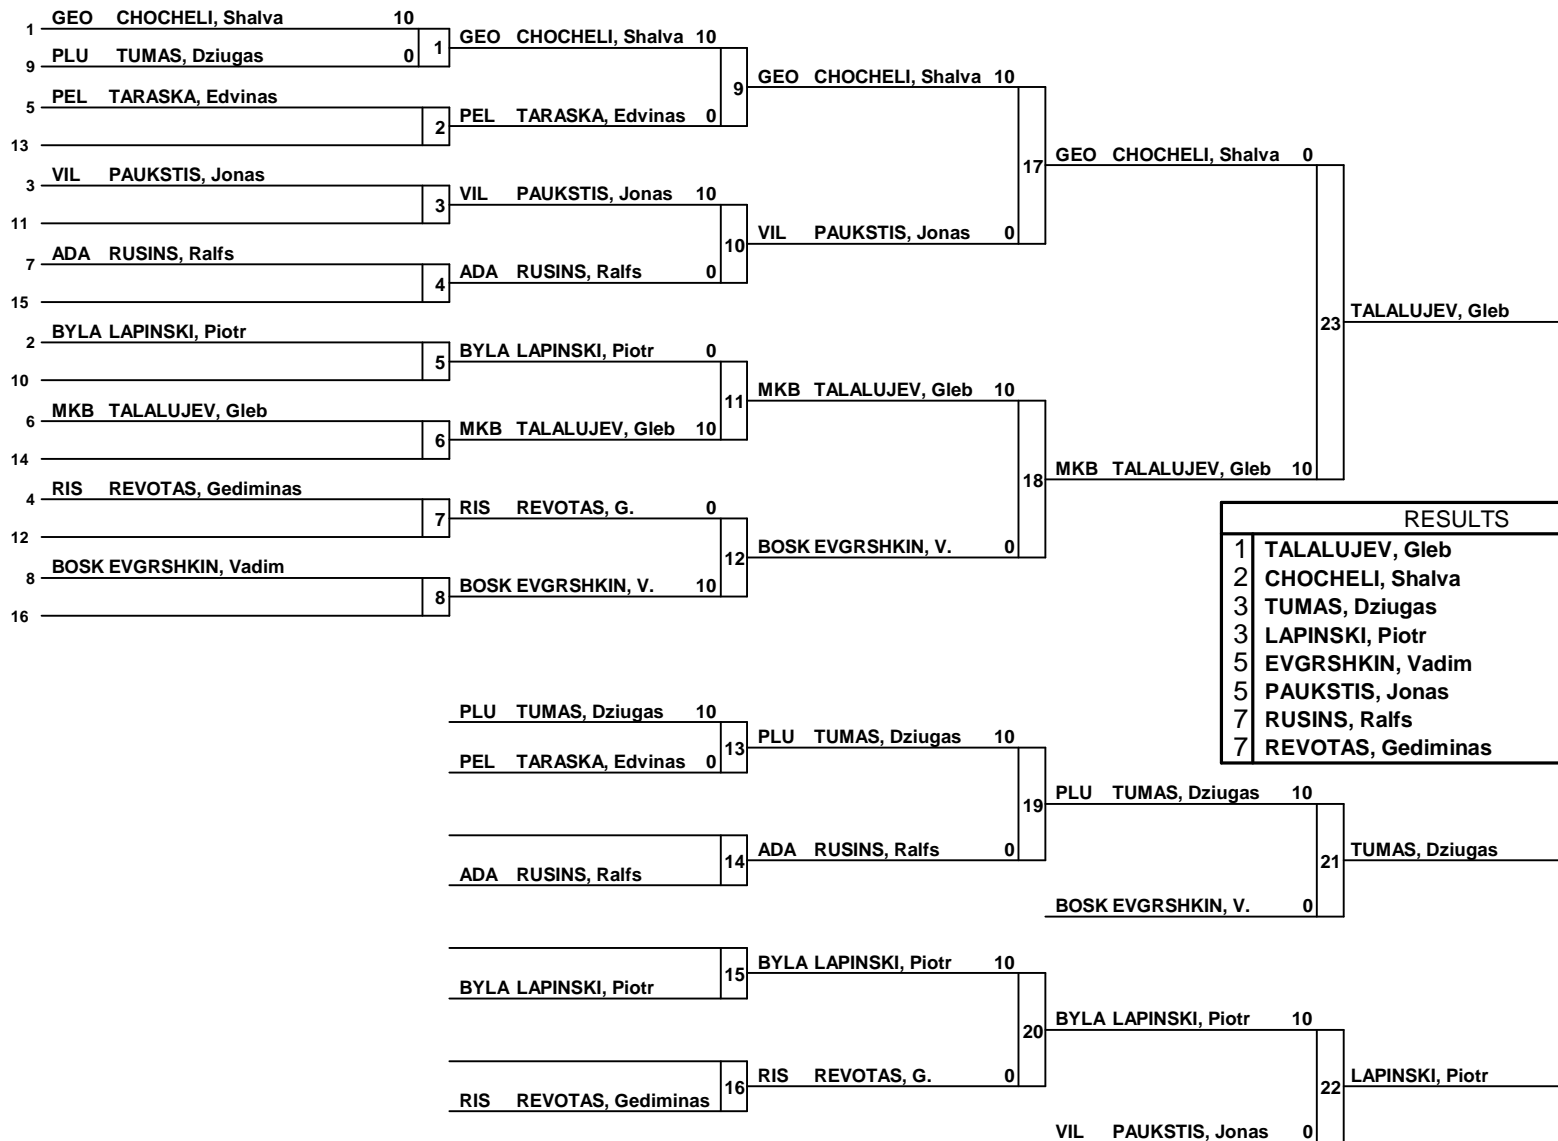 1 GEO CHOCHELI, Shalva 10
9 PLU TUMAS, Dziugas 0
1
5 PEL TARASKA, Edvinas
13
2
3 VIL PAUKSTIS, Jonas
11
3
7 ADA RUSINS, Ralfs
15
4
2 BYLA LAPINSKI, Piotr
10
5
6 MKB TALALUJEV, Gleb
14
6
4 RIS REVOTAS, Gediminas
12
7
8 BOSK EVGRSHKIN, Vadim
16
8
GEO CHOCHELI, Shalva 10
PEL TARASKA, Edvinas 0
9
VIL PAUKSTIS, Jonas 10
ADA RUSINS, Ralfs 0
10
BYLA LAPINSKI, Piotr 0
MKB TALALUJEV, Gleb 10
11
RIS REVOTAS, G. 0
BOSK EVGRSHKIN, V. 10
12
GEO CHOCHELI, Shalva 10
VIL PAUKSTIS, Jonas 0
17
MKB TALALUJEV, Gleb 10
BOSK EVGRSHKIN, V. 0
18
GEO CHOCHELI, Shalva 0
MKB TALALUJEV, Gleb 10
23
TALALUJEV, Gleb
RESULTS
1 TALALUJEV, Gleb
2 CHOCHELI, Shalva
3 TUMAS, Dziugas
3 LAPINSKI, Piotr
5 EVGRSHKIN, Vadim
5 PAUKSTIS, Jonas
7 RUSINS, Ralfs
7 REVOTAS, Gediminas
PLU TUMAS, Dziugas 10
PEL TARASKA, Edvinas 0
13
ADA RUSINS, Ralfs
14
BYLA LAPINSKI, Piotr
15
RIS REVOTAS, Gediminas
16
PLU TUMAS, Dziugas 10
ADA RUSINS, Ralfs 0
19
BYLA LAPINSKI, Piotr 10
RIS REVOTAS, G. 0
20
PLU TUMAS, Dziugas 10
BOSK EVGRSHKIN, V. 0
21
TUMAS, Dziugas
BYLA LAPINSKI, Piotr 10
VIL PAUKSTIS, Jonas 0
22
LAPINSKI, Piotr